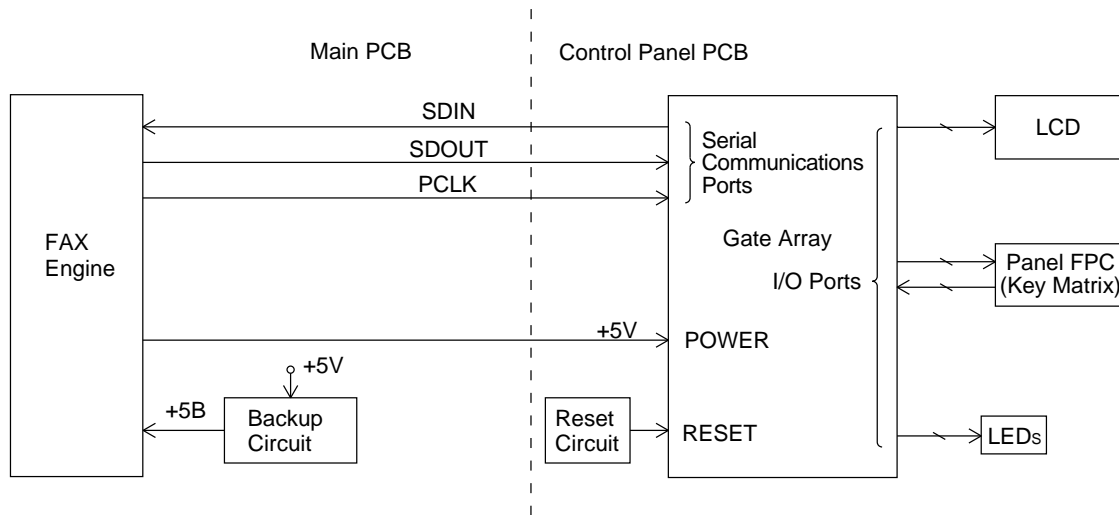 Main PCB
Control Panel PCB
SDIN
SDOUT
PCLK
Serial
Communications
Ports
LCD
FAX
Engine
Gate Array
I/O Ports
Panel FPC
(Key Matrix)
+5V
POWER
+5V
+5B
Backup
Circuit
Reset
Circuit
RESET
LEDs